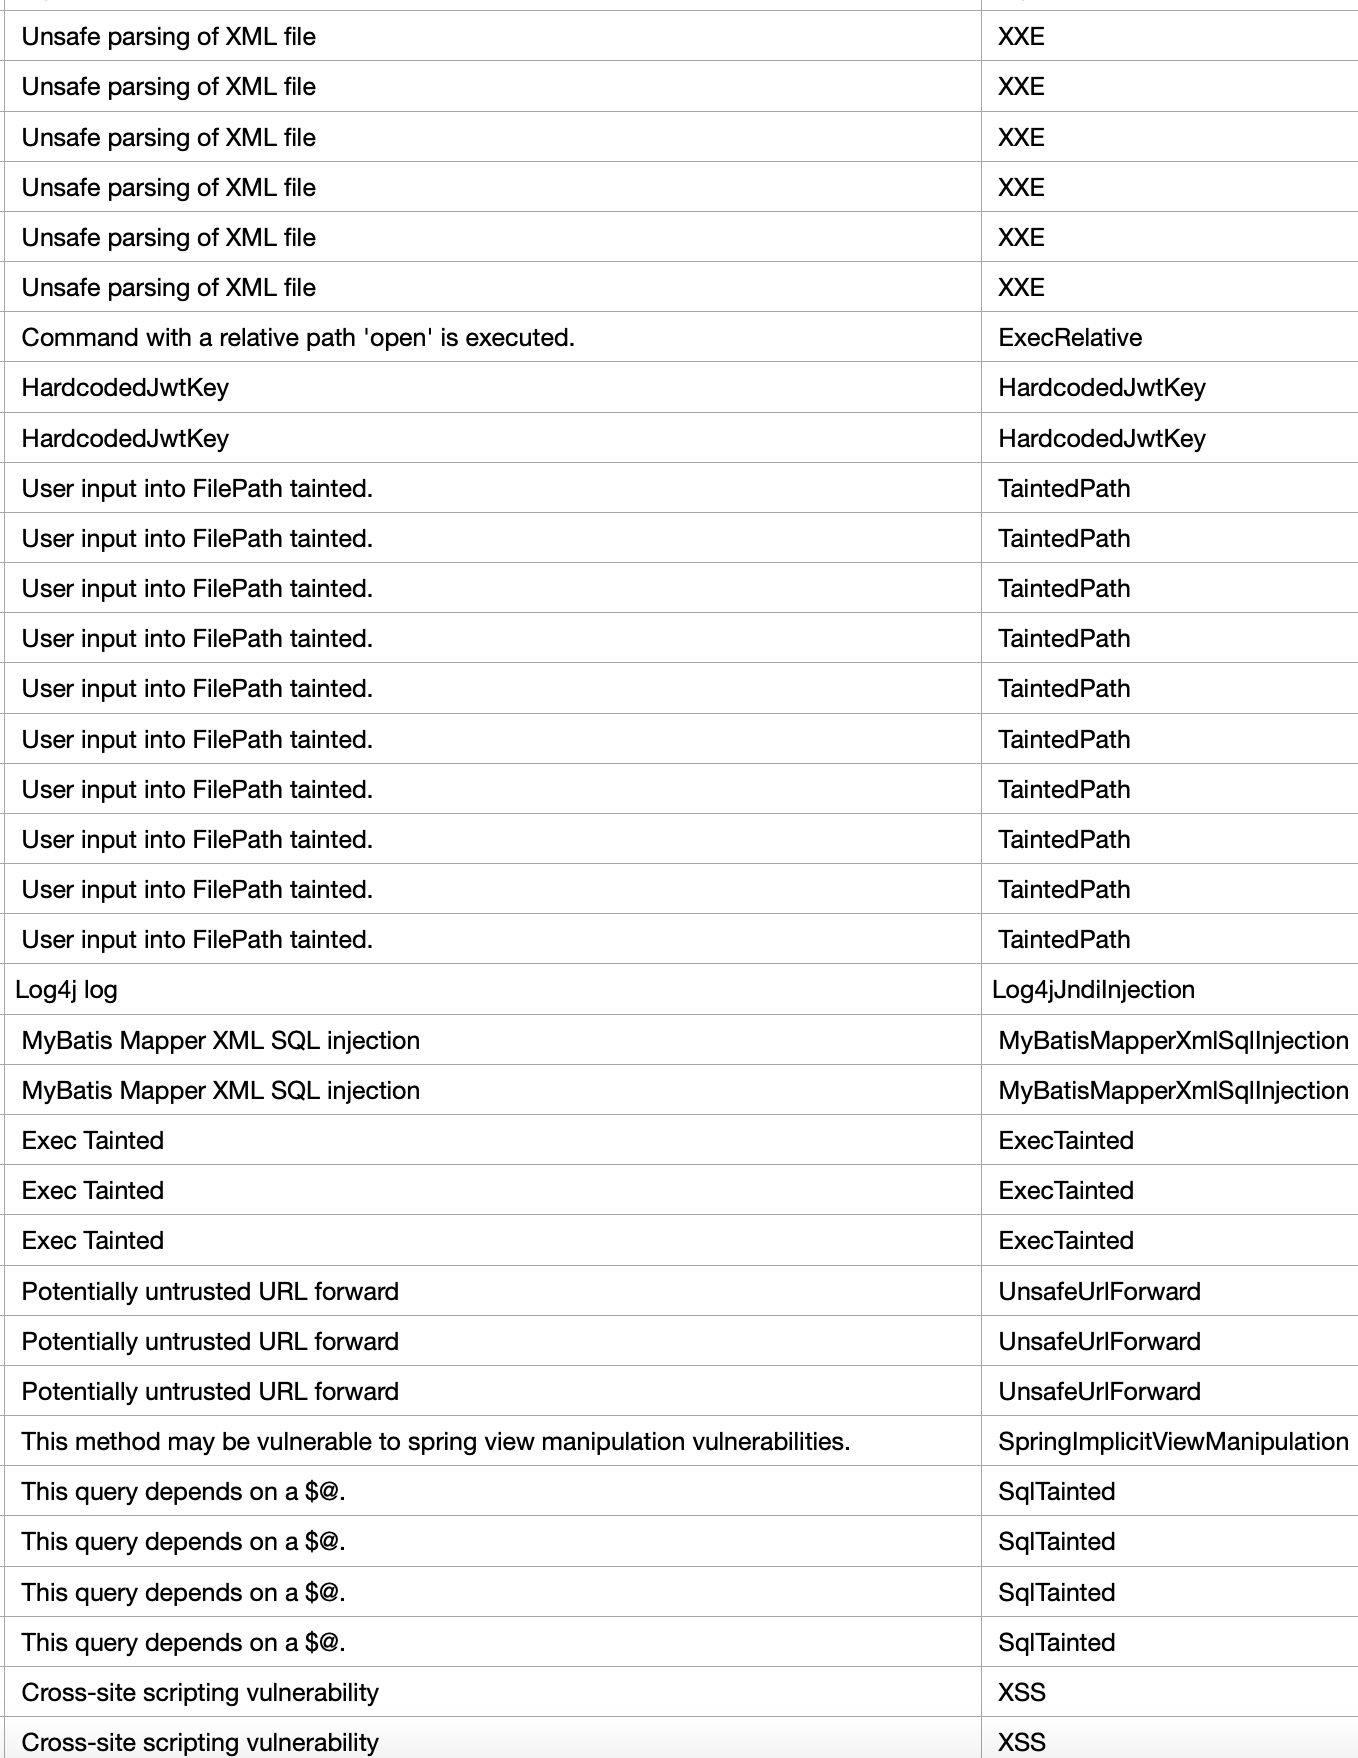 Unsafe parsing of XML file XXE
Unsafe parsing of XML file XXE
Unsafe parsing of XML file XXE
Unsafe parsing of XML file XXE
Unsafe parsing of XML file XXE
Unsafe parsing of XML file XXE
Command with a relative path 'open' is executed. ExecRelative
HardcodedJwtKey HardcodedJwtKey
HardcodedJwtKey HardcodedJwtKey
User input into FilePath tainted. TaintedPath
User input into FilePath tainted. TaintedPath
User input into FilePath tainted. TaintedPath
User input into FilePath tainted. TaintedPath
User input into FilePath tainted. TaintedPath
User input into FilePath tainted. TaintedPath
User input into FilePath tainted. TaintedPath
User input into FilePath tainted. TaintedPath
User input into FilePath tainted. TaintedPath
User input into FilePath tainted. TaintedPath
Log4j log Log4jJndiInjection
MyBatis Mapper XML SQL injection MyBatisMapperXmlSqlInjection
MyBatis Mapper XML SQL injection MyBatisMapperXmlSqlInjection
Exec Tainted ExecTainted
Exec Tainted ExecTainted
Exec Tainted ExecTainted
Potentially untrusted URL forward UnsafeUrlForward
Potentially untrusted URL forward UnsafeUrlForward
Potentially untrusted URL forward UnsafeUrlForward
This method may be vulnerable to spring view manipulation vulnerabilities. SpringImplicitViewManipulation
This query depends on a $@. SqlTainted
This query depends on a $@. SqlTainted
This query depends on a $@. SqlTainted
This query depends on a $@. SqlTainted
Cross-site scripting vulnerability XSS
Cross-site scripting vulnerability XSS